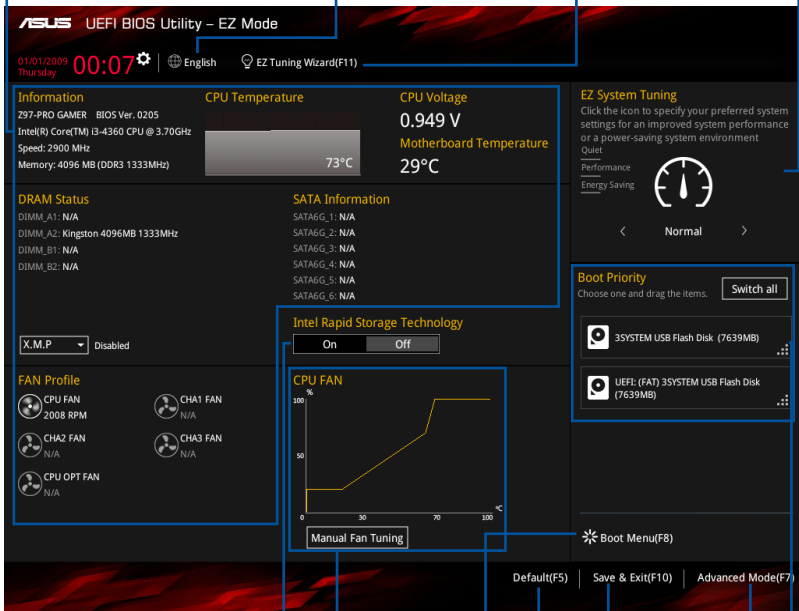 ASUS UEFI BIOS Utility – EZ Mode
01/01/2009
Thursday
00:07
English
EZ Tuning Wizard(F11)
Information
Z97-PRO GAMER BIOS Ver. 0205
Intel(R) Core(TM) i3-4360 CPU @ 3.70GHz
Speed: 2900 MHz
Memory: 4096 MB (DDR3 1333MHz)
CPU Temperature
73°C
CPU Voltage
0.949 V
Motherboard Temperature
29°C
EZ System Tuning
Click the icon to specify your preferred system
settings for an improved system performance
or a power-saving system environment
Quiet
Performance
Energy Saving
< Normal >
DRAM Status
DIMM_A1: N/A
DIMM_A2: Kingston 4096MB 1333MHz
DIMM_B1: N/A
DIMM_B2: N/A
X.M.P Disabled
SATA Information
SATA6G_1: N/A
SATA6G_2: N/A
SATA6G_3: N/A
SATA6G_4: N/A
SATA6G_5: N/A
SATA6G_6: N/A
Intel Rapid Storage Technology
On Off
Boot Priority
Choose one and drag the items.
Switch all
3SYSTEM USB Flash Disk (7639MB)
UEFI: (FAT) 3SYSTEM USB Flash Disk
(7639MB)
FAN Profile
CPU FAN
2008 RPM
CHA1 FAN
N/A
CHA2 FAN
N/A
CHA3 FAN
N/A
CPU OPT FAN
N/A
CPU FAN
%
100
50
0 30 70 100
°C
Manual Fan Tuning
Boot Menu(F8)
Default(F5)
Save & Exit(F10)
Advanced Mode(F7)